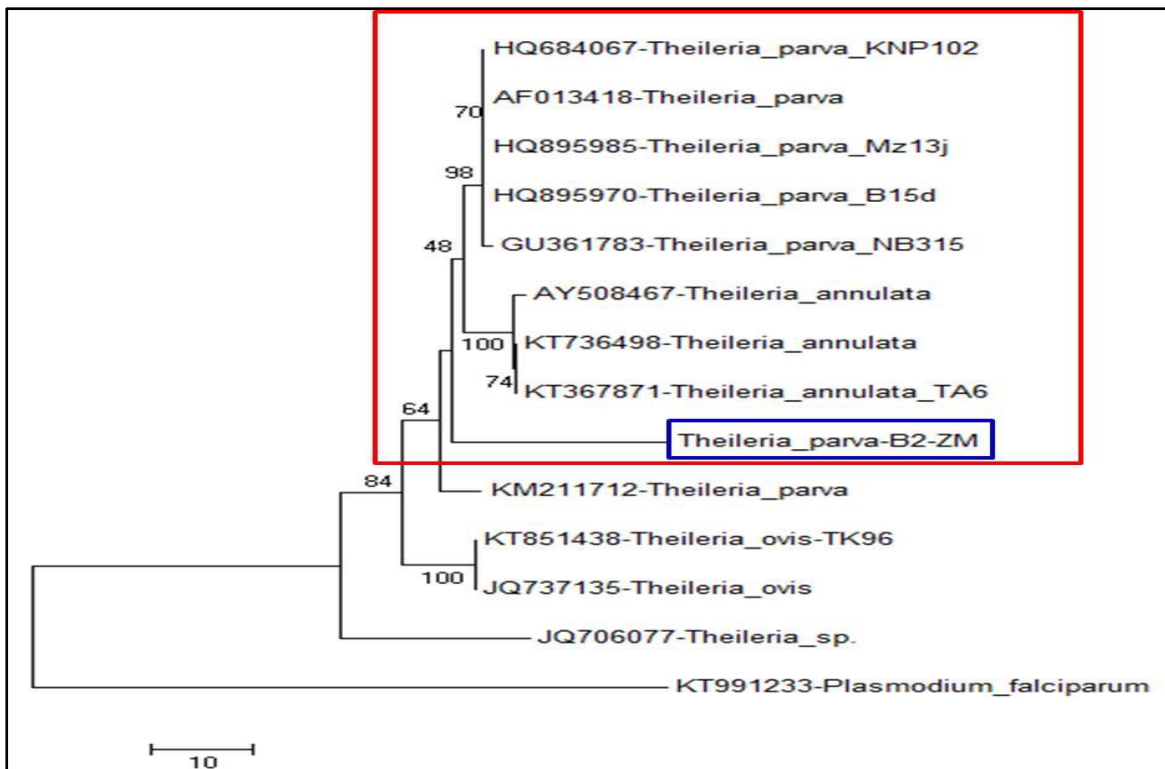 HQ684067-Theileria_parva_KNP102
AF013418-Theileria_parva
70
HQ895985-Theileria_parva_Mz13j
98
HQ895970-Theileria_parva_B15d
48
GU361783-Theileria_parva_NB315
AY508467-Theileria_annulata
100
KT736498-Theileria_annulata
74
KT367871-Theileria_annulata_TA6
64
Theileria_parva-B2-ZM
84
KM211712-Theileria_parva
KT851438-Theileria_ovis-TK96
100
JQ737135-Theileria_ovis
JQ706077-Theileria_sp.
KT991233-Plasmodium_falciparum
10